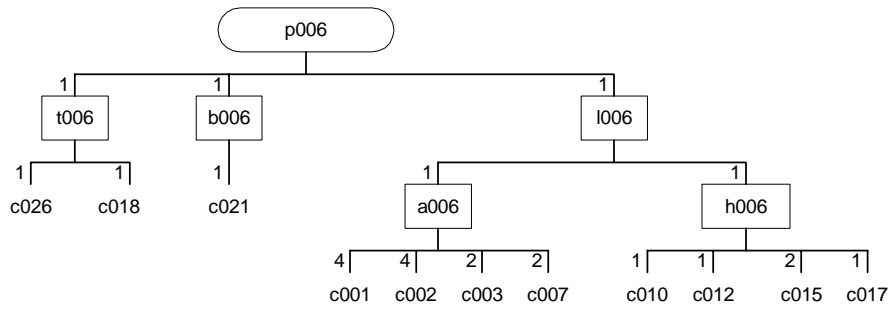 p006
1 1 1
t006 b006 l006
1 1 1 1 1
c026 c018 c021 a006 h006
4 4 2 2 1 1 2 1
c001 c002 c003 c007 c010 c012 c015 c017